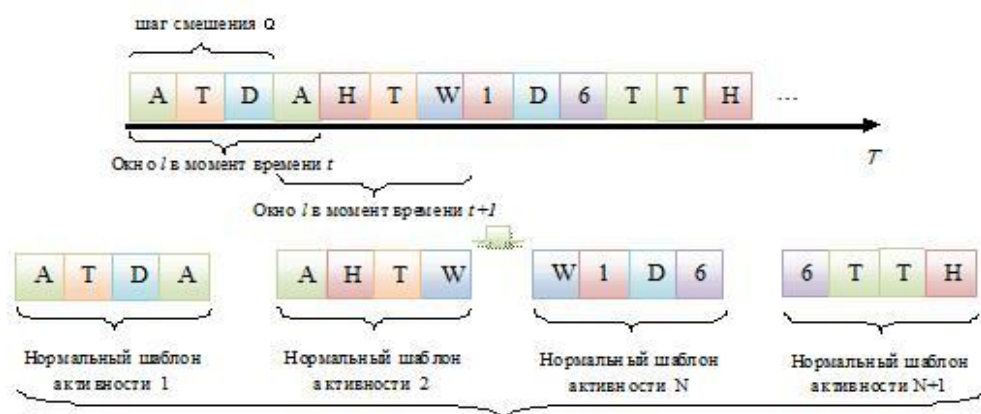 шаг смешения Q
A T D A H T W 1 D 6 T T H ...
T
Окно l в момент времени t
Окно l в момент времени t+1
A T D A A H T W W 1 D 6 6 T T H
Нормальный шаблон активности 1
Нормальный шаблон активности 2
Нормальный шаблон активности N
Нормальный шаблон активности N+1